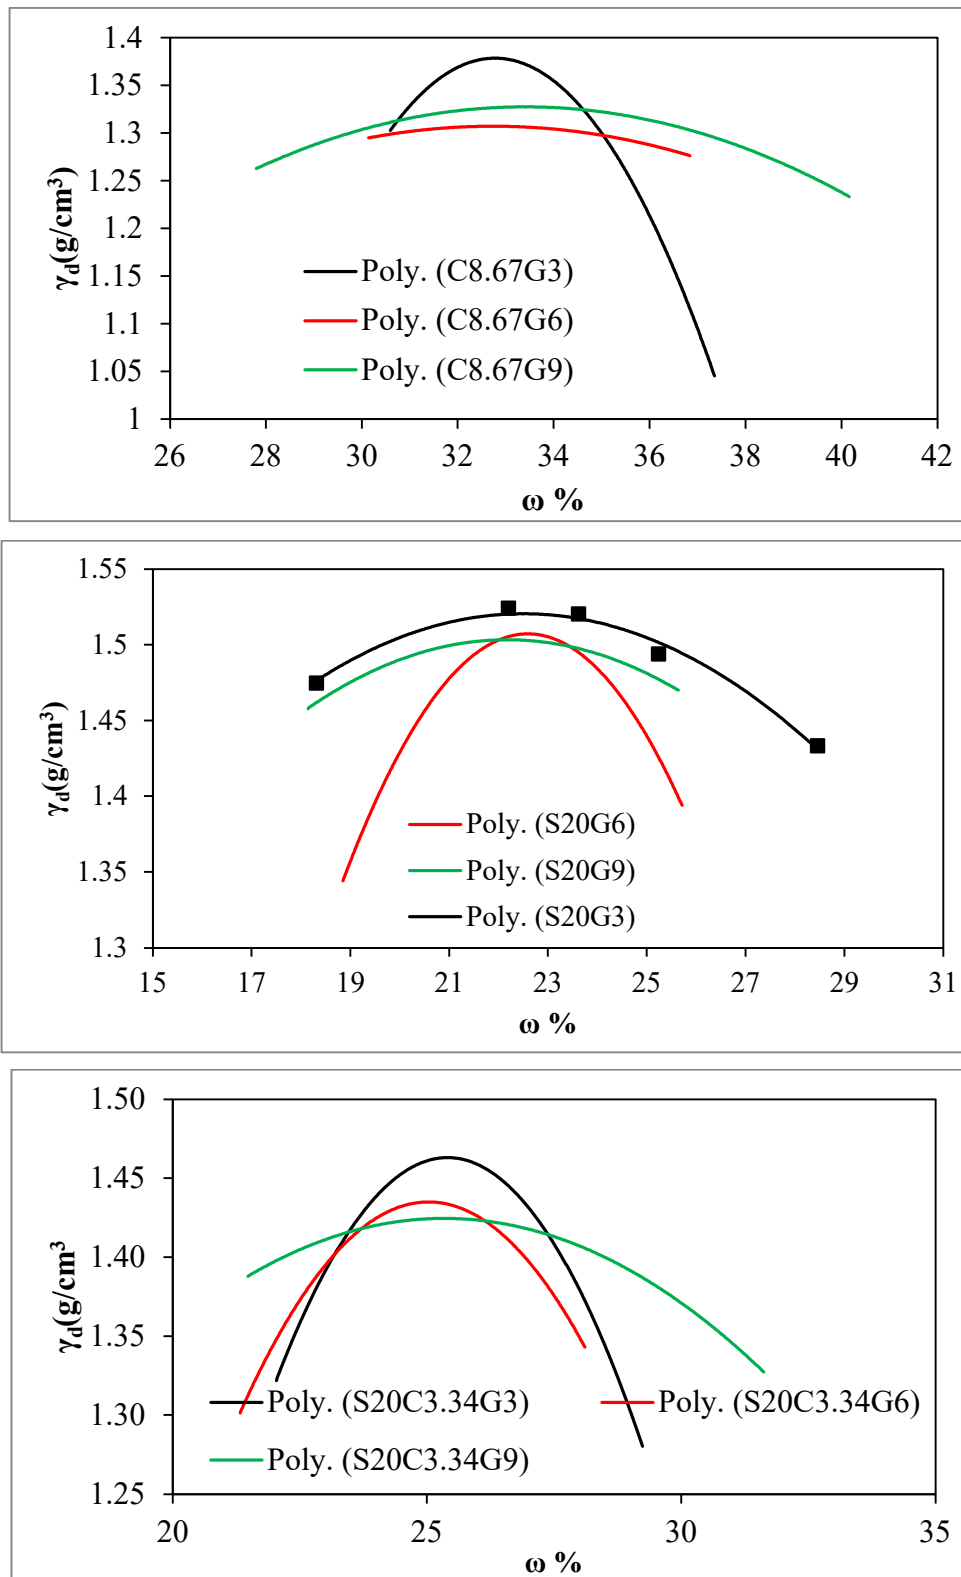 1.4
1.35
1.3
1.25
1.2
1.15
1.1
1.05
1
γd(g/cm³)
Poly. (C8.67G3)
Poly. (C8.67G6)
Poly. (C8.67G9)
26 28 30 32 34 36 38 40 42
ω %
1.55
1.5
1.45
1.4
1.35
1.3
γd(g/cm³)
Poly. (S20G6)
Poly. (S20G9)
Poly. (S20G3)
15 17 19 21 23 25 27 29 31
ω %
1.50
1.45
1.40
1.35
1.30
1.25
γd(g/cm³
Poly. (S20C3.34G3) Poly. (S20C3.34G6)
Poly. (S20C3.34G9)
20 25 30 35
ω %